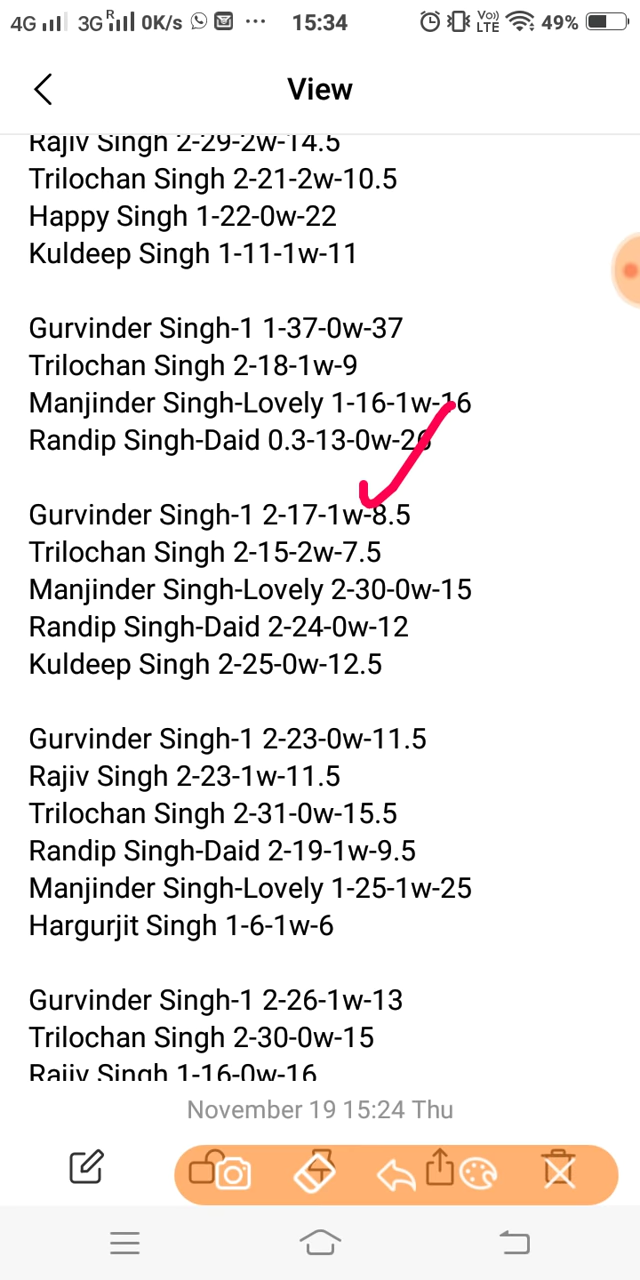 4G 3G R 0K/s ... 15:34 Vo)) LTE 49%
View
Rajiv Singh 2-29-2w-14.5
Trilochan Singh 2-21-2w-10.5
Happy Singh 1-22-0w-22
Kuldeep Singh 1-11-1w-11
Gurvinder Singh-1 1-37-0w-37
Trilochan Singh 2-18-1w-9
Manjinder Singh-Lovely 1-16-1w-16
Randip Singh-Daid 0.3-13-0w-26
Gurvinder Singh-1 2-17-1w-8.5
Trilochan Singh 2-15-2w-7.5
Manjinder Singh-Lovely 2-30-0w-15
Randip Singh-Daid 2-24-0w-12
Kuldeep Singh 2-25-0w-12.5
Gurvinder Singh-1 2-23-0w-11.5
Rajiv Singh 2-23-1w-11.5
Trilochan Singh 2-31-0w-15.5
Randip Singh-Daid 2-19-1w-9.5
Manjinder Singh-Lovely 1-25-1w-25
Hargurjit Singh 1-6-1w-6
Gurvinder Singh-1 2-26-1w-13
Trilochan Singh 2-30-0w-15
Rajiv Singh 1-16-0w-16
November 19 15:24 Thu